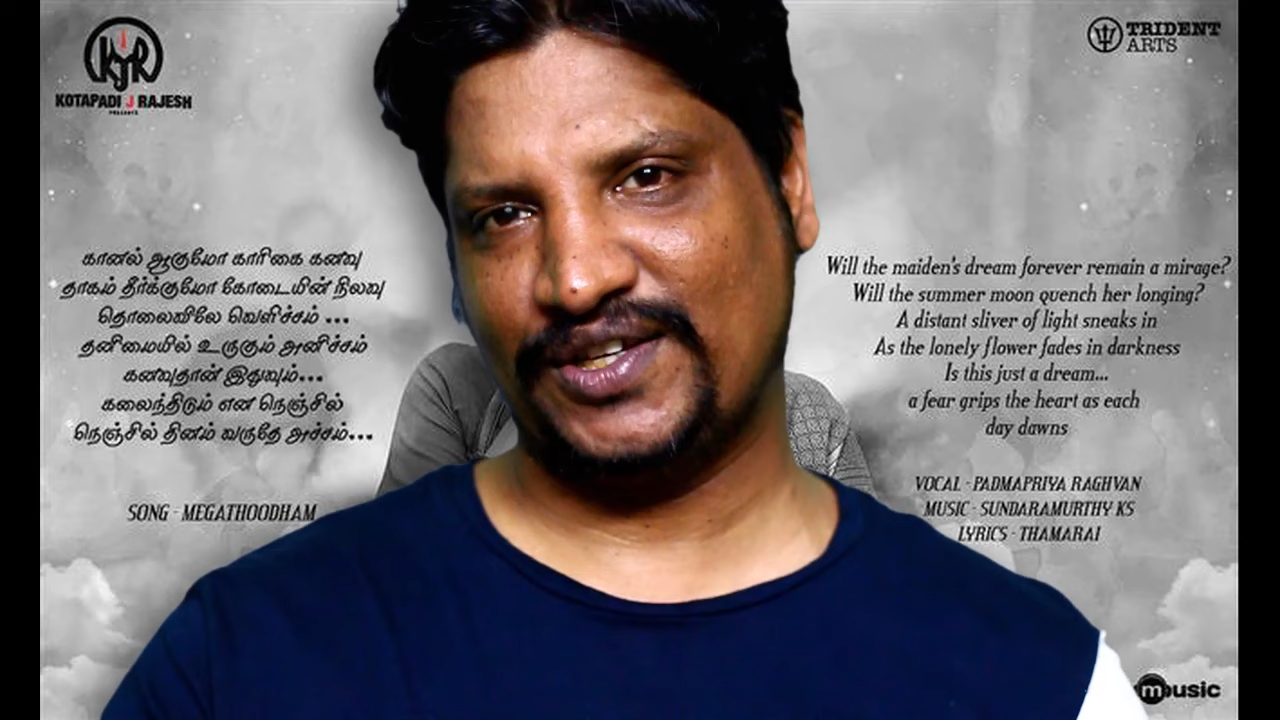 KJR
KOTAPADI J RAJESH
PRESENTS
TRIDENT
ARTS
கானல் ஆகுமோ காரிகை கனவு
தாகம் தீர்க்குமோ கோடையின் நிலவு
தொலைவிலே வெளிச்சம் ...
தனிமையில் உருகும் அனிச்சம்
கனவுதான் இதுவும்...
கலைந்திடும் என நெஞ்சில்
நெஞ்சில் தினம் வருதே அச்சம்...
SONG - MEGATHOODHAM
Will the maiden's dream forever remain a mirage?
Will the summer moon quench her longing?
A distant sliver of light sneaks in
As the lonely flower fades in darkness
Is this just a dream...
a fear grips the heart as each
day dawns
VOCAL - PADMAPRIYA RAGHVAN
MUSIC - SUNDARAMURTHY KS
LYRICS - THAMARAI
music